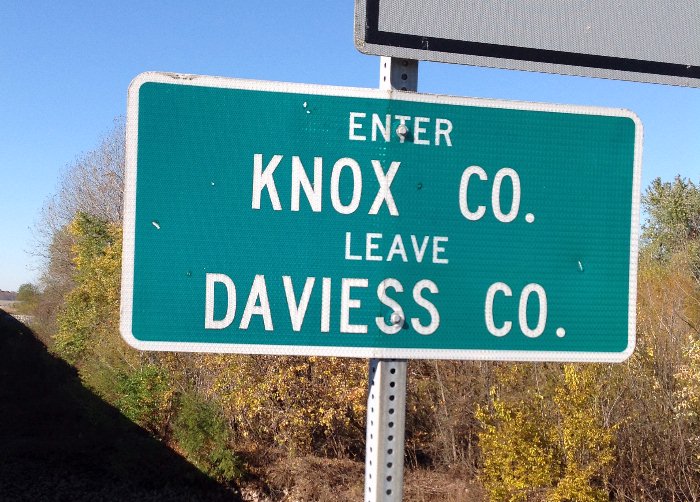 ENTER
KNOX CO.
LEAVE
DAVIESS CO.